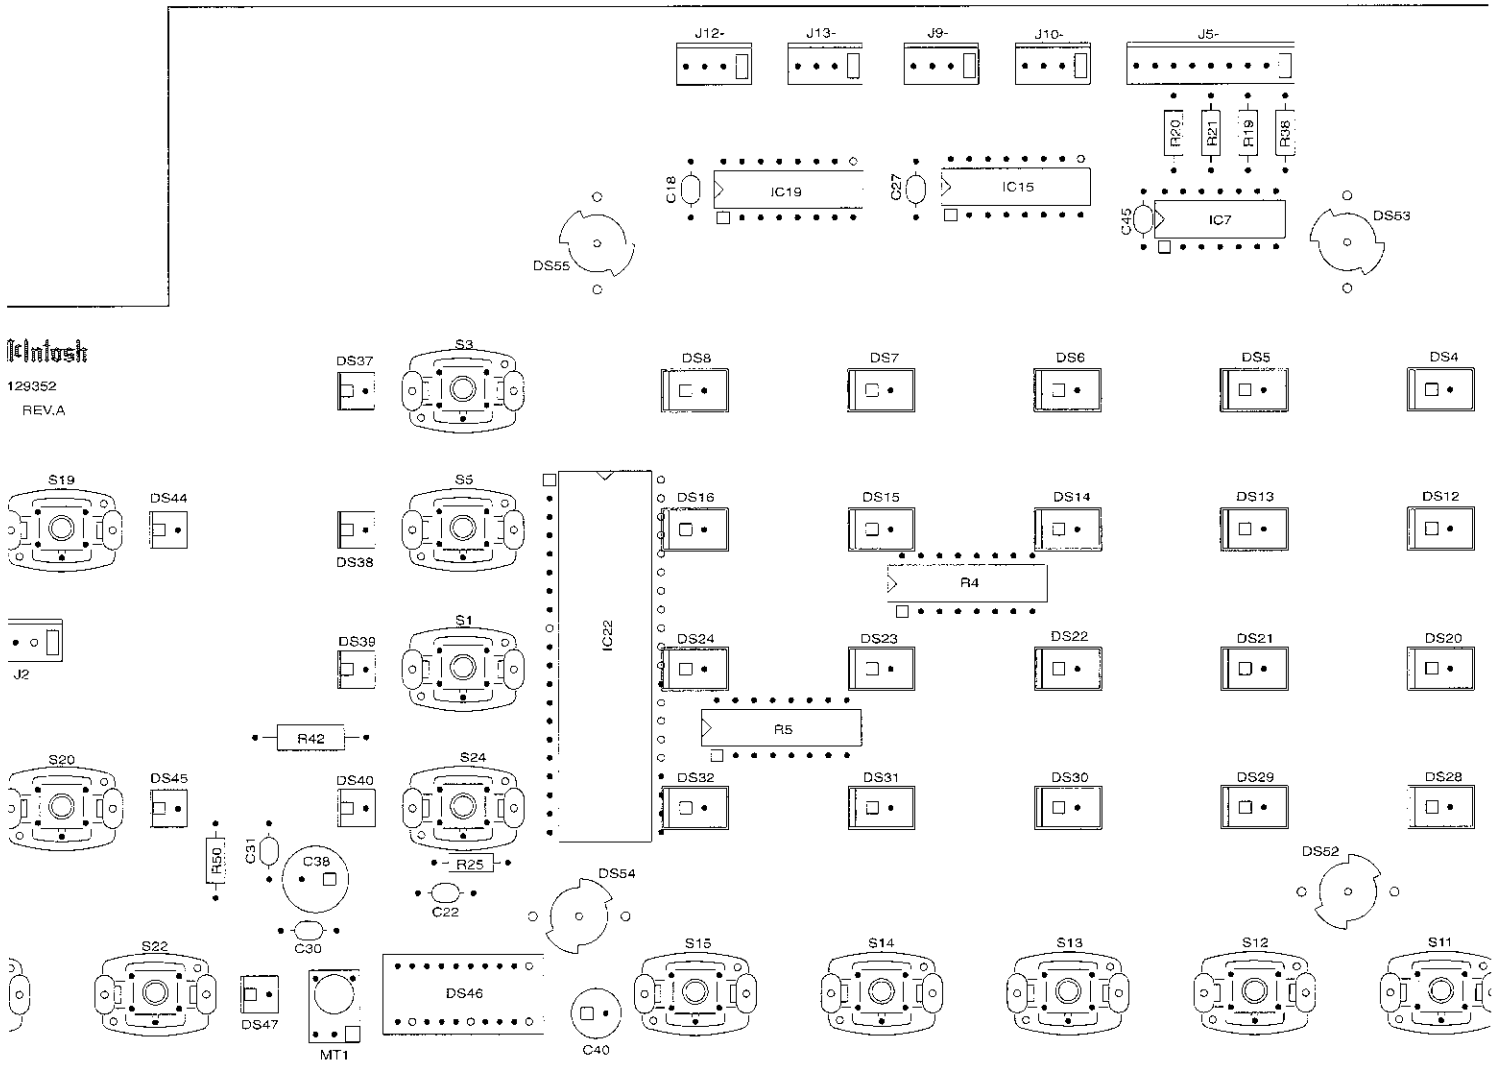 J12- J13- J9- J10- J5-
R20 R21 R19 R38
C18 IC19 C27 IC15 C45 IC7 DS53
DS55
McIntosh
129352
REV.A
DS37 S3 DS8 DS7 DS6 DS5 DS4
S19 DS44 S5 DS16 DS15 DS14 DS13 DS12
DS38
R4
J2 DS39 S1 IC22 DS24 DS23 DS22 DS21 DS20
R42 R5
S20 DS45 DS40 S24 DS32 DS31 DS30 DS29 DS28
R50 C31 C38 R25 DS54 DS52
C22
C30
S22 S15 S14 S13 S12 S11
DS47 MT1 DS46 C40